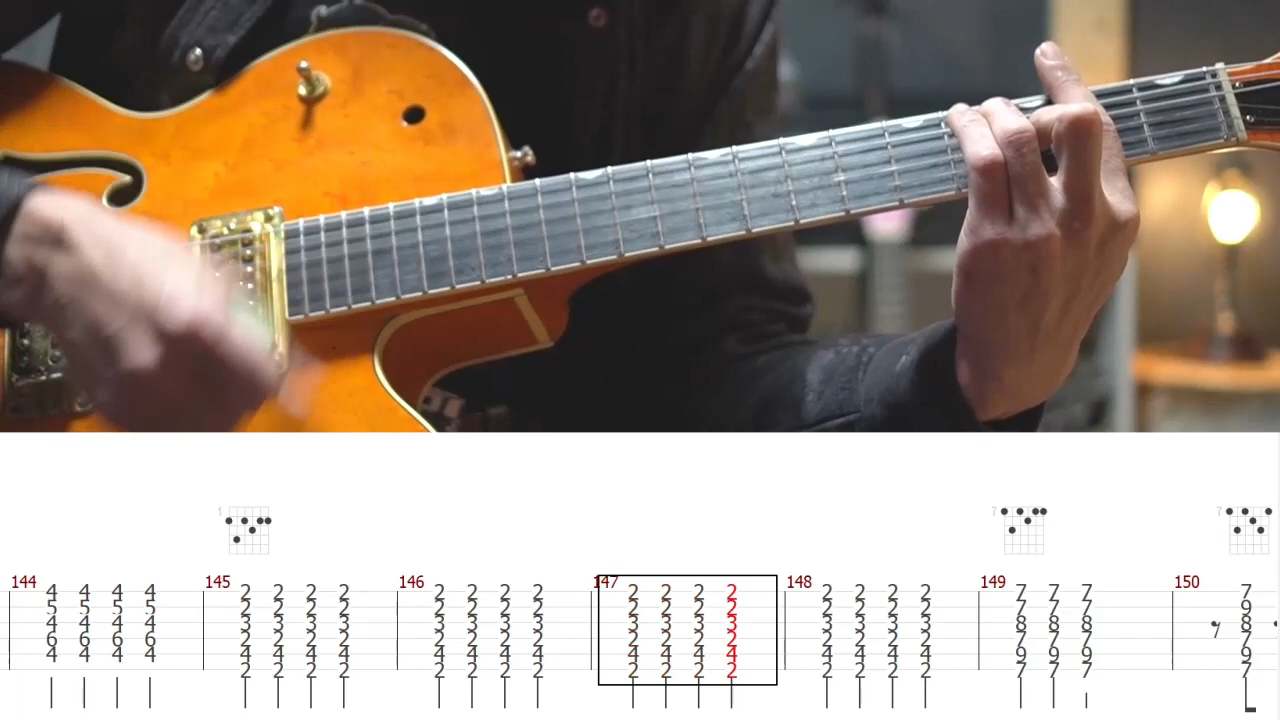 1 7 7
144 145 146 147 148 149 150
4 4 4 4 2 2 2 2 2 2 2 2 2 2 2 2 2 2 2 2 7 7 7 7
5 5 5 5 2 2 2 2 2 2 2 2 2 2 2 2 2 2 2 2 7 7 7 9
4 4 4 4 3 3 3 3 3 3 3 3 3 3 3 3 3 3 3 3 8 8 8 8
6 6 6 6 2 2 2 2 2 2 2 2 2 2 2 2 2 2 2 2 7 7 7 7
4 4 4 4 4 4 4 4 4 4 4 4 4 4 4 4 4 4 4 4 9 9 9 9
2 2 2 2 2 2 2 2 2 2 2 2 2 2 2 2 7 7 7 7